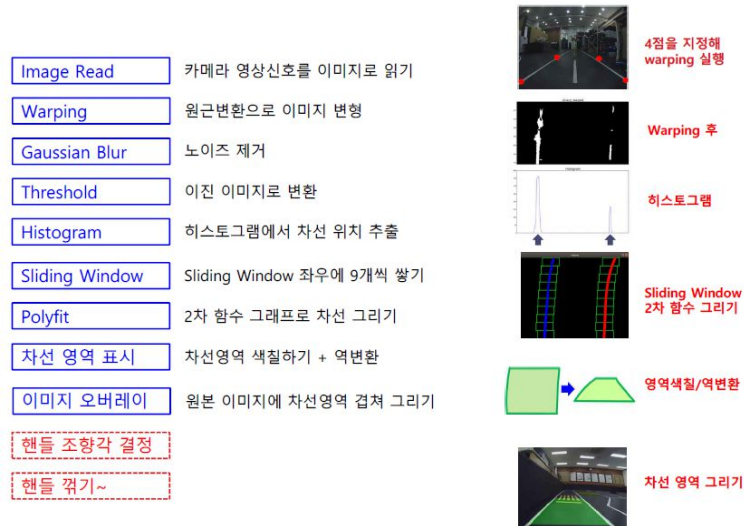 Image Read
카메라 영상신호를 이미지로 읽기
Warping
원근변환으로 이미지 변형
Gaussian Blur
노이즈 제거
Threshold
이진 이미지로 변환
Histogram
히스토그램에서 차선 위치 추출
Sliding Window
Sliding Window 좌우에 9개씩 쌓기
Polyfit
2차 함수 그래프로 차선 그리기
차선 영역 표시
차선영역 색칠하기 + 역변환
이미지 오버레이
원본 이미지에 차선영역 겹쳐 그리기
핸들 조향각 결정
핸들 꺾기~
4점을 지정해
warping 실행
Warping 후
히스토그램
Sliding Window
2차 함수 그리기
영역색칠/역변환
차선 영역 그리기